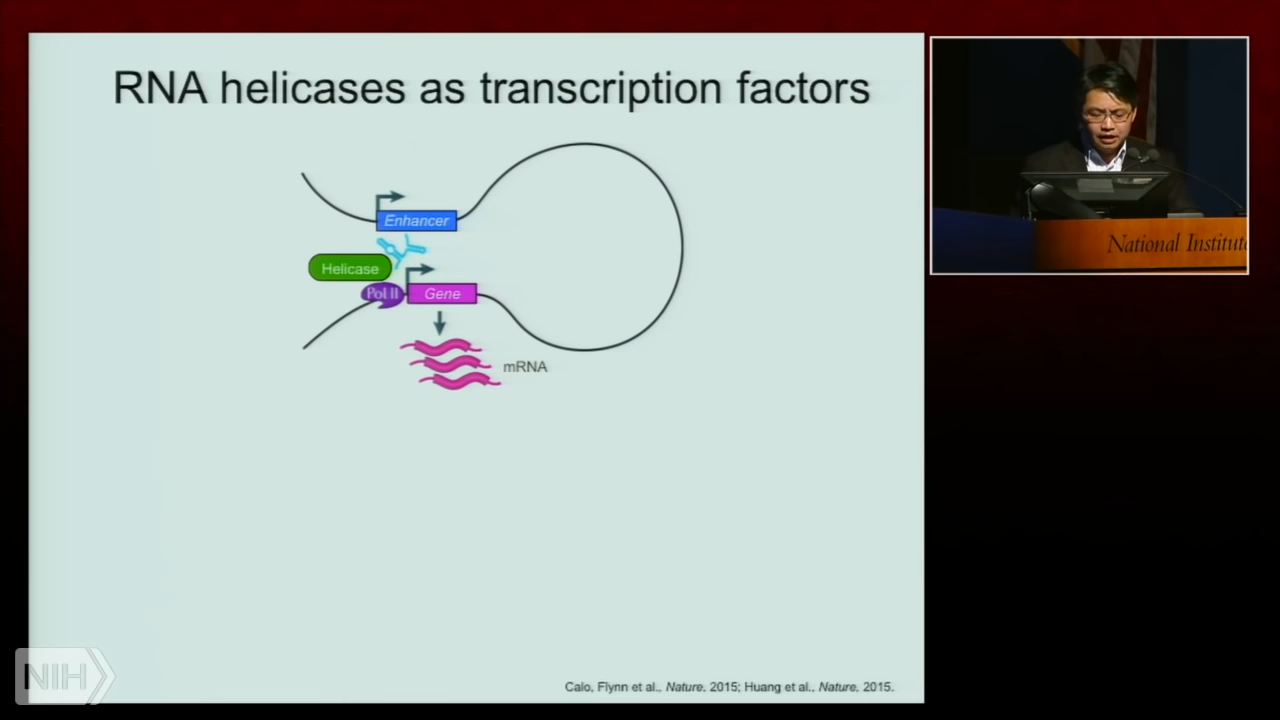 RNA helicases as transcription factors
Enhancer
Helicase
Pol II
Gene
mRNA
Calo, Flynn et al., Nature. 2015; Huang et al., Nature, 2015.
National Institute
NIH